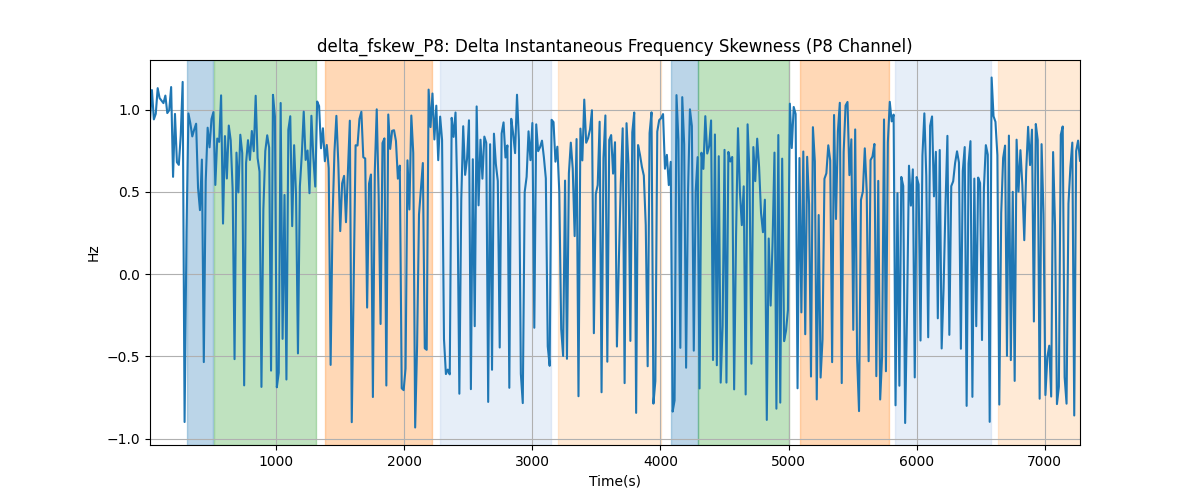 delta_fskew_P8: Delta Instantaneous Frequency Skewness (P8 Channel)
1.0
0.5
0.0
−0.5
−1.0
Hz
1000 2000 3000 4000 5000 6000 7000
Time(s)